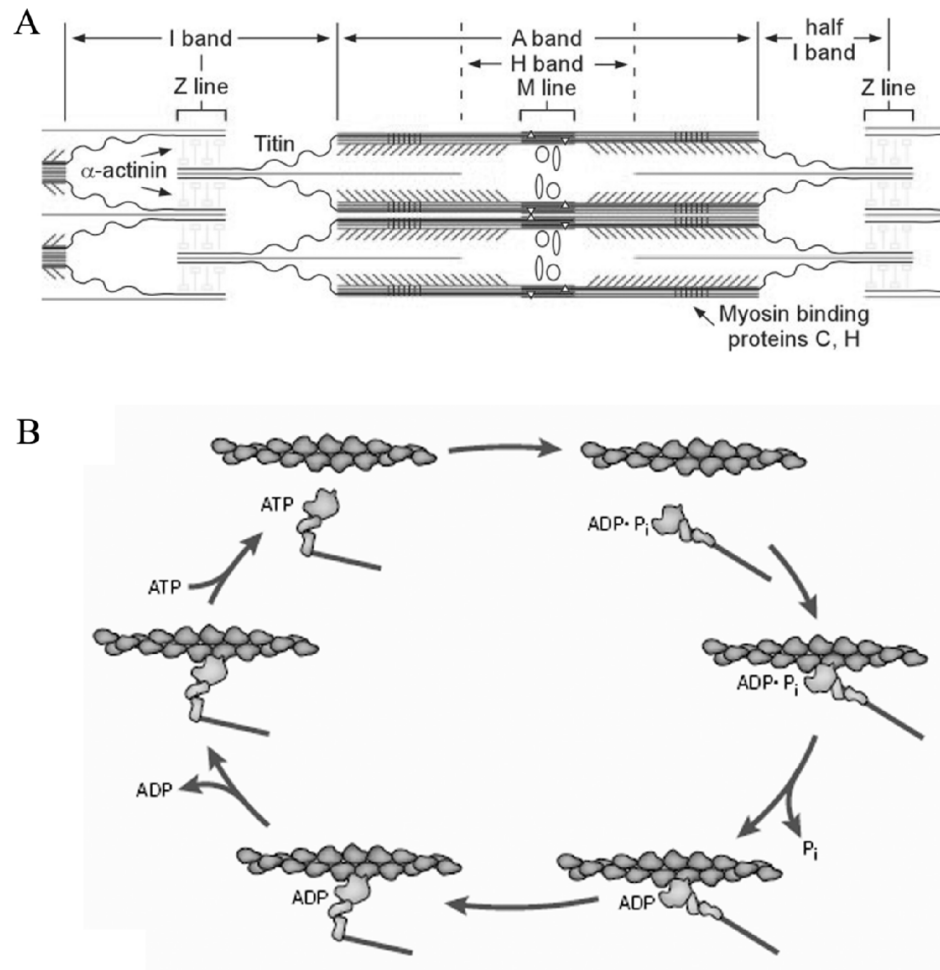 A
I band
A band
half
I band
H band
Z line
M line
Z line
Titin
α-actinin
Myosin binding
proteins C, H
B
ATP
ADP· Pi
ATP
ADP· Pi
ADP
Pi
ADP
ADP